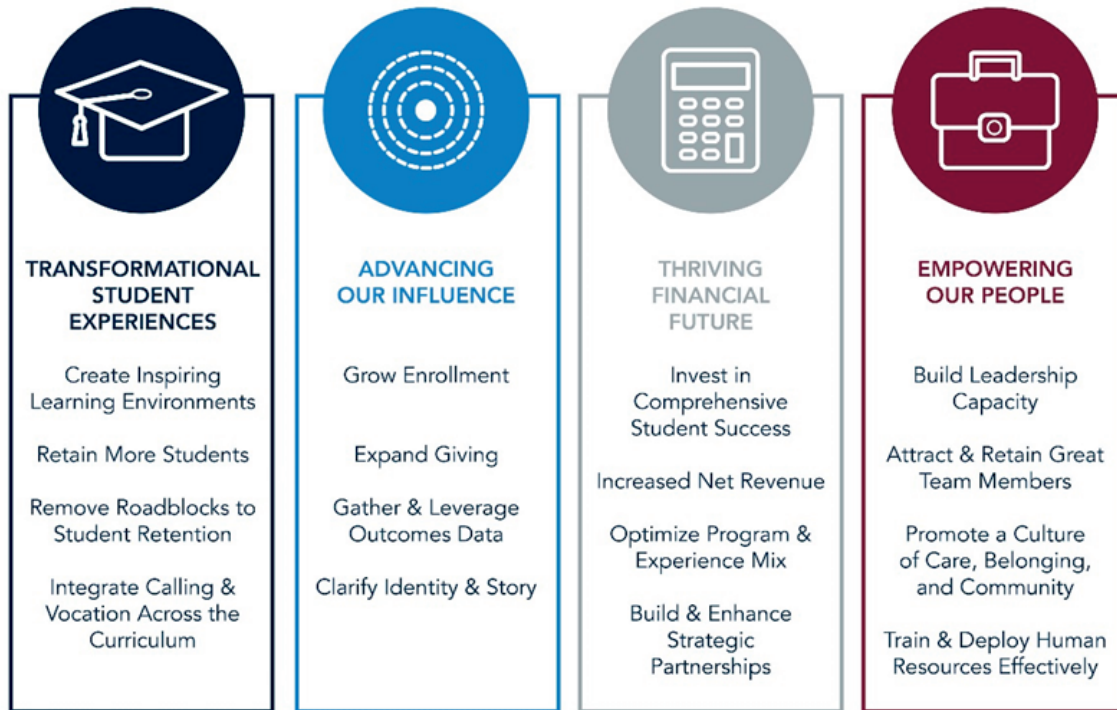 TRANSFORMATIONAL
STUDENT
EXPERIENCES
Create Inspiring
Learning Environments
Retain More Students
Remove Roadblocks to
Student Retention
Integrate Calling &
Vocation Across the
Curriculum
ADVANCING
OUR INFLUENCE
Grow Enrollment
Expand Giving
Gather & Leverage
Outcomes Data
Clarify Identity & Story
THRIVING
FINANCIAL
FUTURE
Invest in
Comprehensive
Student Success
Increased Net Revenue
Optimize Program &
Experience Mix
Build & Enhance
Strategic
Partnerships
EMPOWERING
OUR PEOPLE
Build Leadership
Capacity
Attract & Retain Great
Team Members
Promote a Culture
of Care, Belonging,
and Community
Train & Deploy Human
Resources Effectively